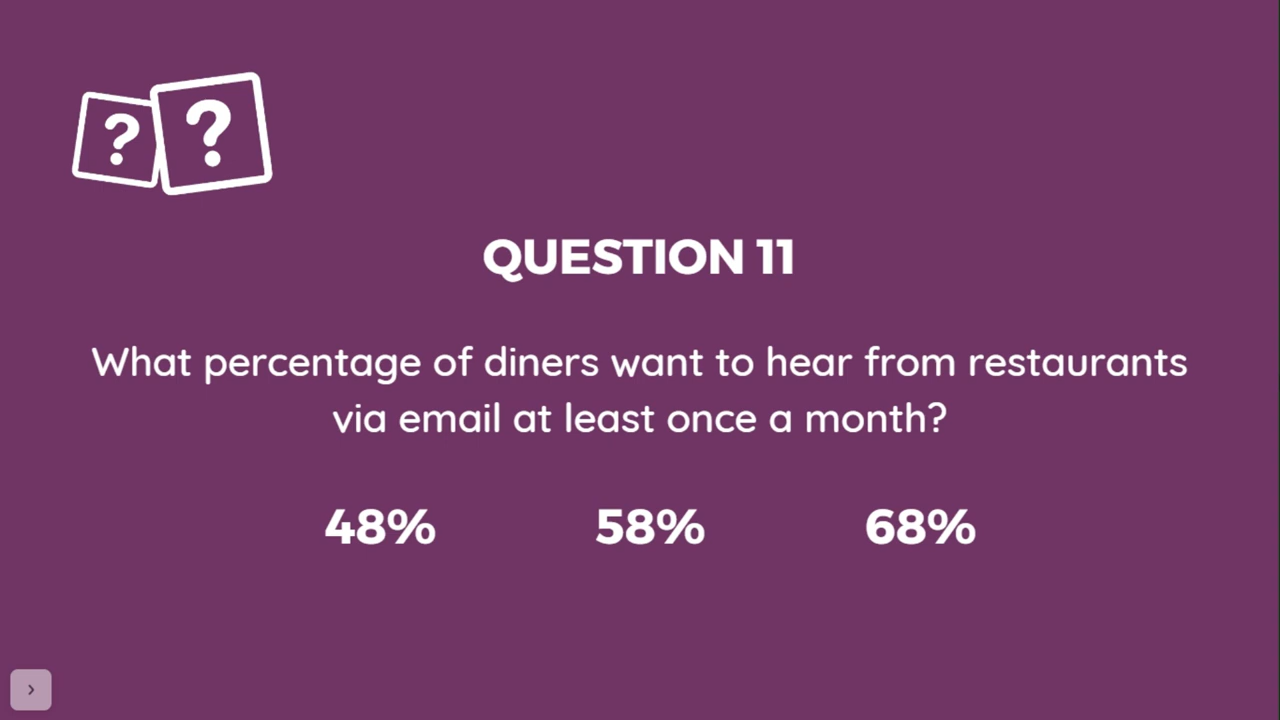 ? ?
QUESTION 11
What percentage of diners want to hear from restaurants
via email at least once a month?
48% 58% 68%